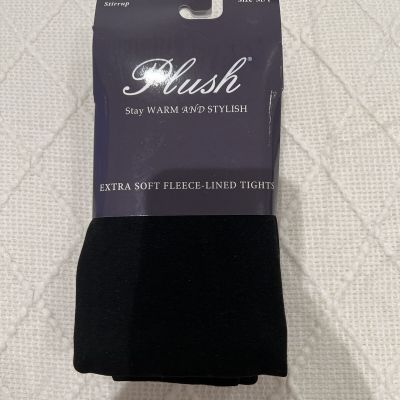 Stirrup
Plush®
Stay WARM AND STYLISH
EXTRA SOFT FLEECE-LINED TIGHTS